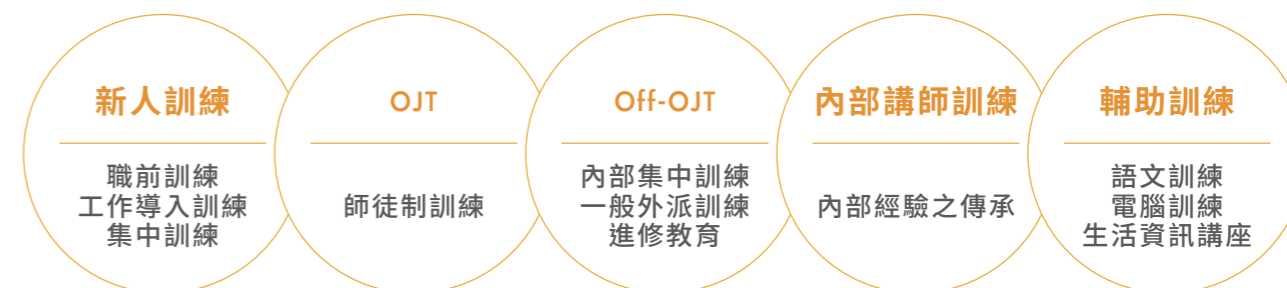 新人訓練
職前訓練
工作導入訓練
集中訓練
OJT
師徒制訓練
Off-OJT
內部集中訓練
一般外派訓練
進修教育
內部講師訓練
內部經驗之傳承
輔助訓練
語文訓練
電腦訓練
生活資訊講座